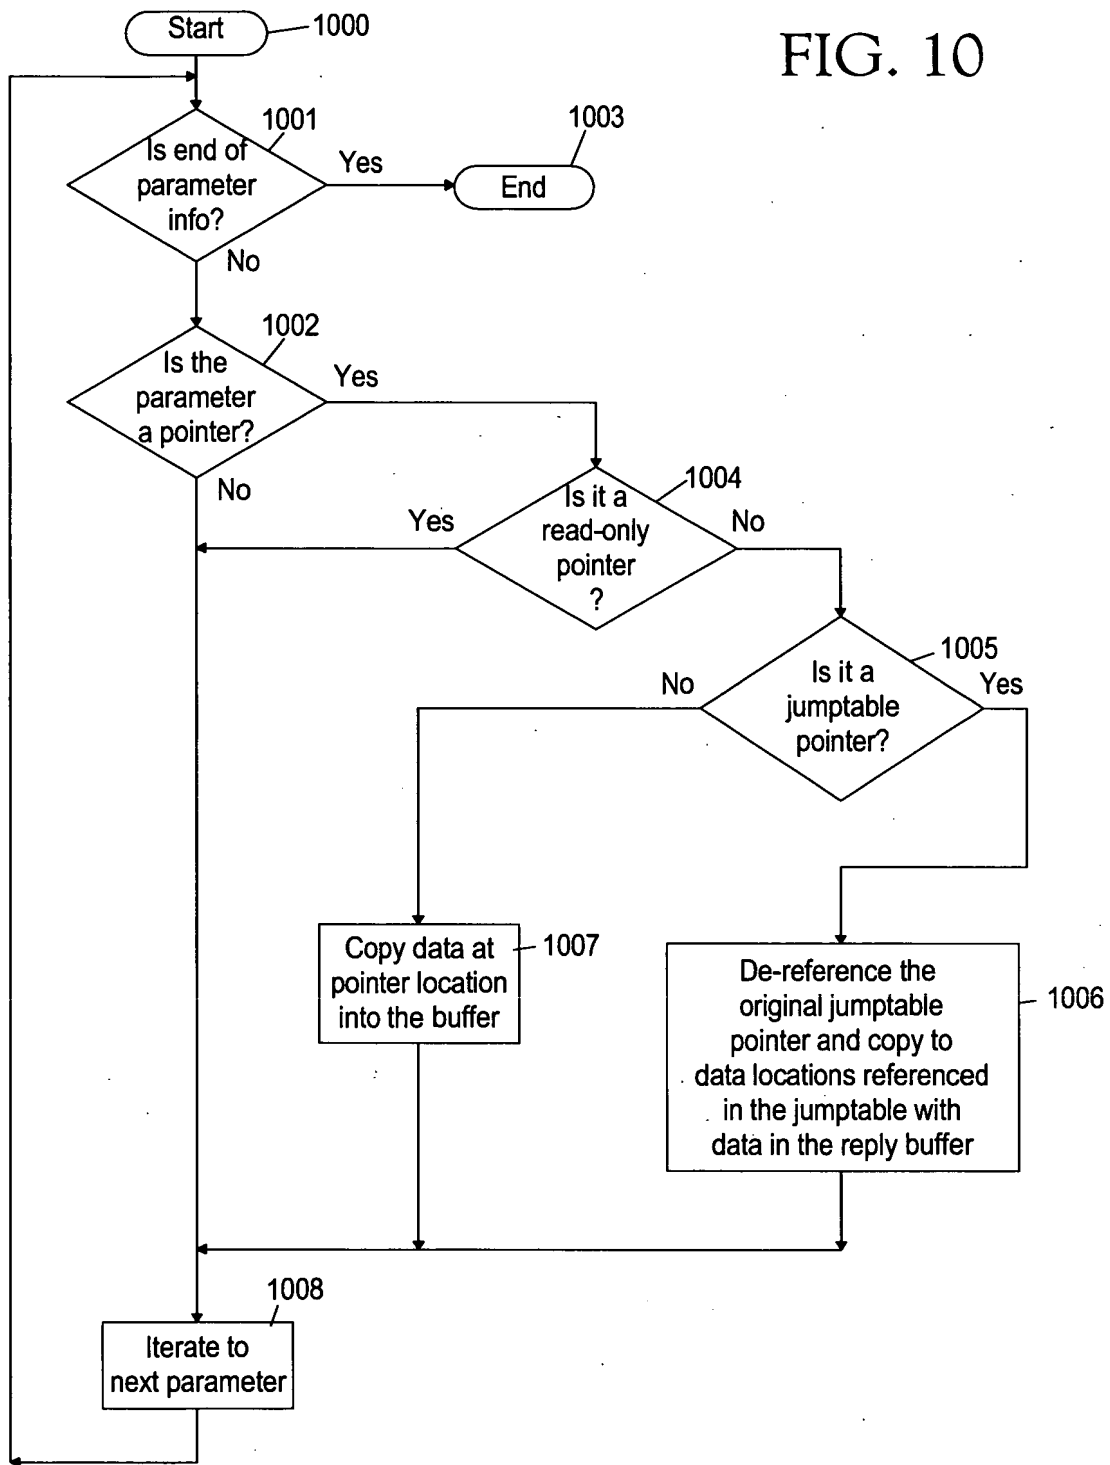 Start
1000
FIG. 10
1001
Is end of
parameter
info?
Yes
1003
End
No
1002
Is the
parameter
a pointer?
Yes
No
1004
Is it a
read-only
pointer
?
Yes
No
1005
Is it a
jumptable
pointer?
No
Yes
Copy data at
pointer location
into the buffer
1007
De-reference the
original jumptable
pointer and copy to
data locations referenced
in the jumptable with
data in the reply buffer
1006
1008
Iterate to
next parameter